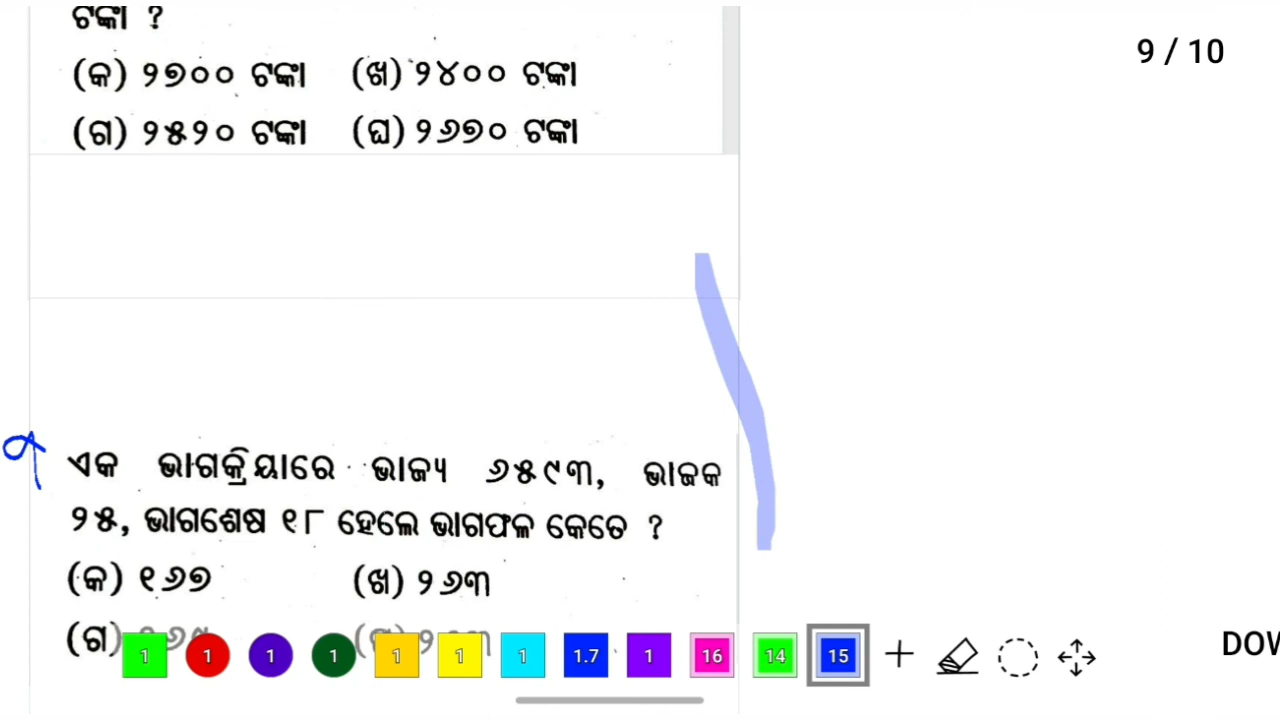 ଟଙ୍କା ?
9 / 10
(କ) ୨୭୦୦ ଟଙ୍କା (ଖ) ୨୪୦୦ ଟଙ୍କା
(ଗ) ୨୫୨୦ ଟଙ୍କା (ଘ) ୨୬୭୦ ଟଙ୍କା
ଏକ ଭାଗକ୍ରିୟାରେ ଭାଜ୍ୟ ୬୫୯୩, ଭାଜକ
୨୫, ଭାଗଶେଷ ୧୮ ହେଲେ ଭାଗଫଳ କେତେ ?
(କ) ୧୬୭ (ଖ) ୨୬୩
(ଗ)
1 1 1 1 1 1 1 1.7 1 16 14 15
DOW